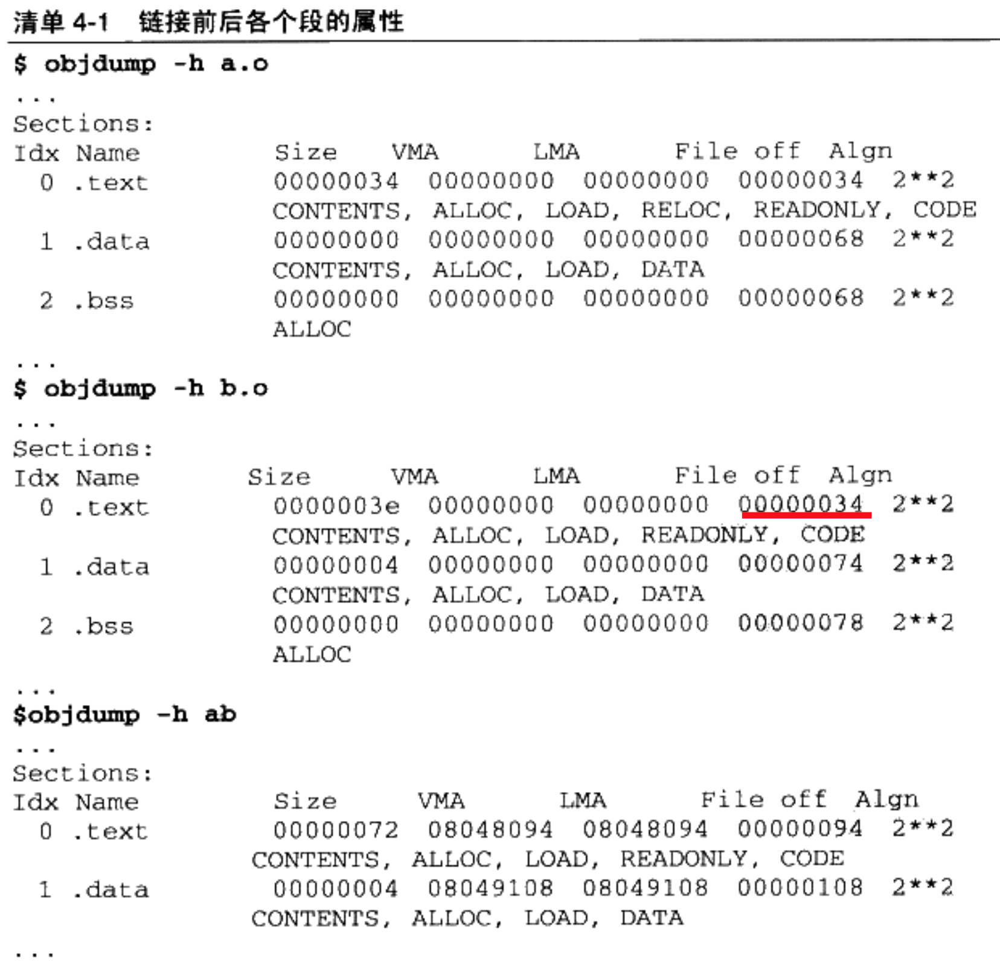 清单 4-1 链接前后各个段的属性
$ objdump -h a.o
...
Sections:
Idx Name Size VMA LMA File off Algn
0 .text 00000034 00000000 00000000 00000034 2**2
CONTENTS, ALLOC, LOAD, RELOC, READONLY, CODE
1 .data 00000000 00000000 00000000 00000068 2**2
CONTENTS, ALLOC, LOAD, DATA
2 .bss 00000000 00000000 00000000 00000068 2**2
ALLOC
...
$ objdump -h b.o
...
Sections:
Idx Name Size VMA LMA File off Algn
0 .text 0000003e 00000000 00000000 00000034 2**2
CONTENTS, ALLOC, LOAD, READONLY, CODE
1 .data 00000004 00000000 00000000 00000074 2**2
CONTENTS, ALLOC, LOAD, DATA
2 .bss 00000000 00000000 00000000 00000078 2**2
ALLOC
...
$objdump -h ab
...
Sections:
Idx Name Size VMA LMA File off Algn
0 .text 00000072 08048094 08048094 00000094 2**2
CONTENTS, ALLOC, LOAD, READONLY, CODE
1 .data 00000004 08049108 08049108 00000108 2**2
CONTENTS, ALLOC, LOAD, DATA
...